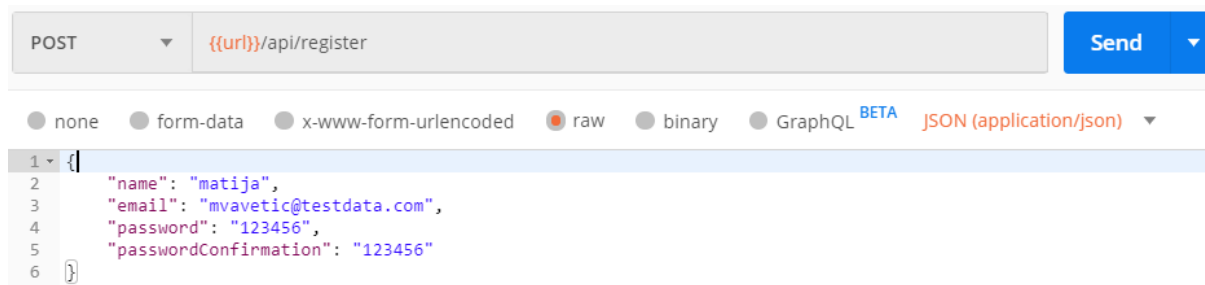 POST {{url}}/api/register Send
none form-data x-www-form-urlencoded raw binary GraphQL BETA JSON (application/json)
1 {
2 "name": "matija",
3 "email": "mvavetic@testdata.com",
4 "password": "123456",
5 "passwordConfirmation": "123456"
6 }